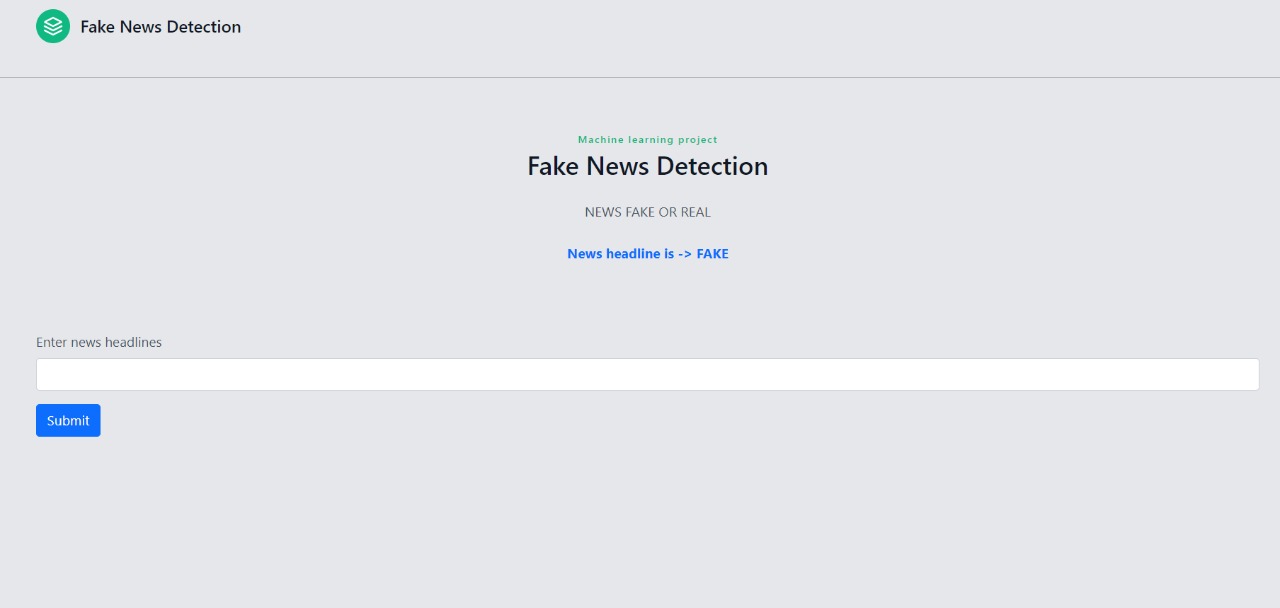 Fake News Detection
Machine learning project
Fake News Detection
NEWS FAKE OR REAL
News headline is -> FAKE
Enter news headlines
Submit